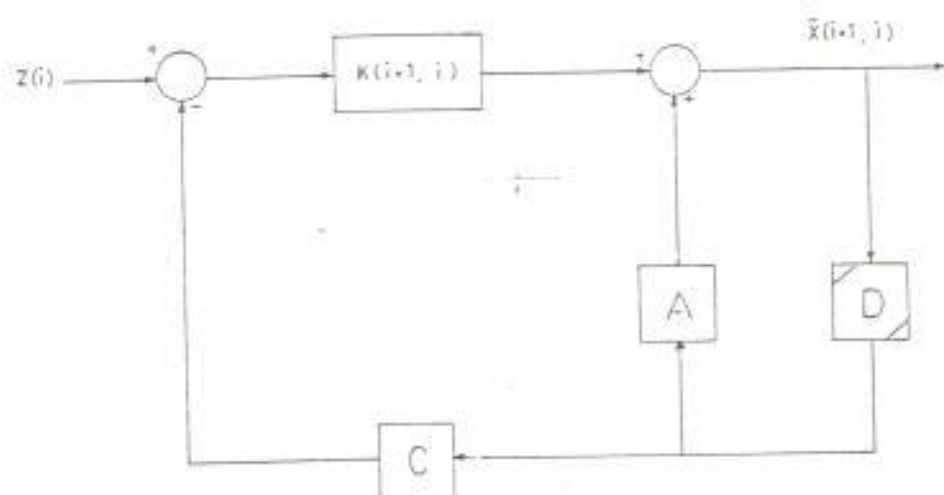 X̄(i+1, i)
+
+
Z(i)
K(i+1, i)
-
+
A
D
C